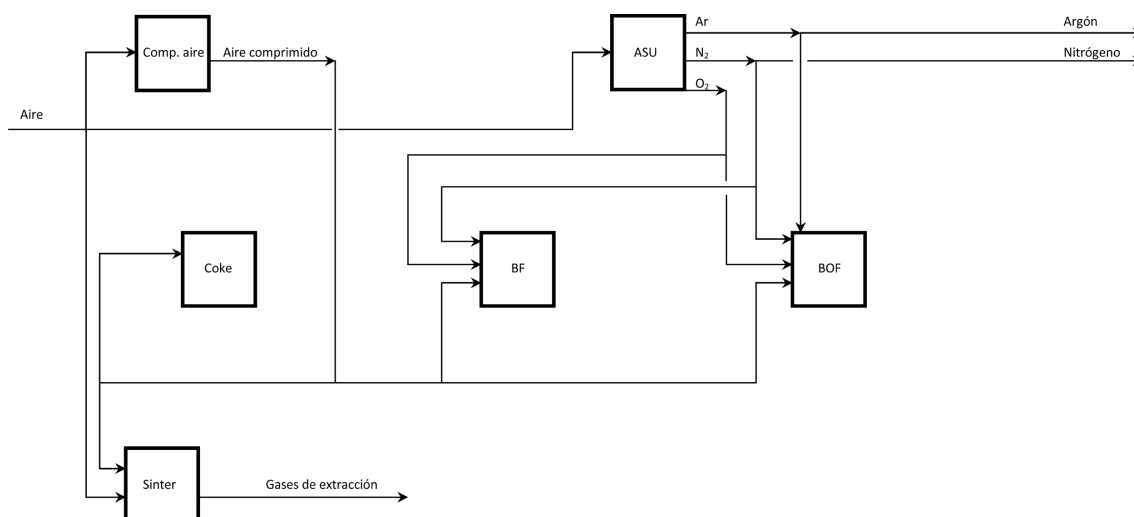 Ar
Argón
Comp. aire
Aire comprimido
ASU
N₂
Nitrógeno
O₂
Aire
Coke
BF
BOF
Sinter
Gases de extracción